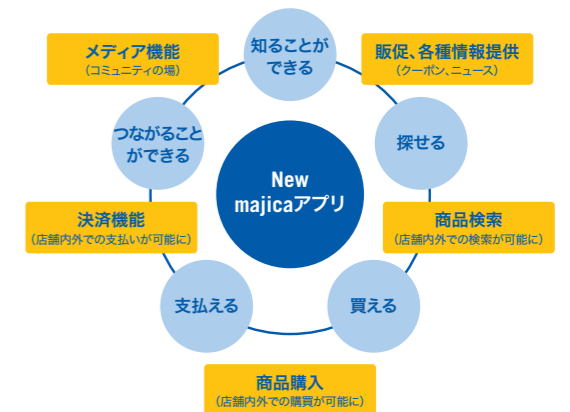 知ることが
できる
メディア機能
（コミュニティの場）
販促、各種情報提供
（クーポン、ニュース）
つながること
ができる
探せる
New
majicaアプリ
決済機能
（店舗内外での支払いが可能に）
商品検索
（店舗内外での検索が可能に）
支払える
買える
商品購入
（店舗内外での購買が可能に）